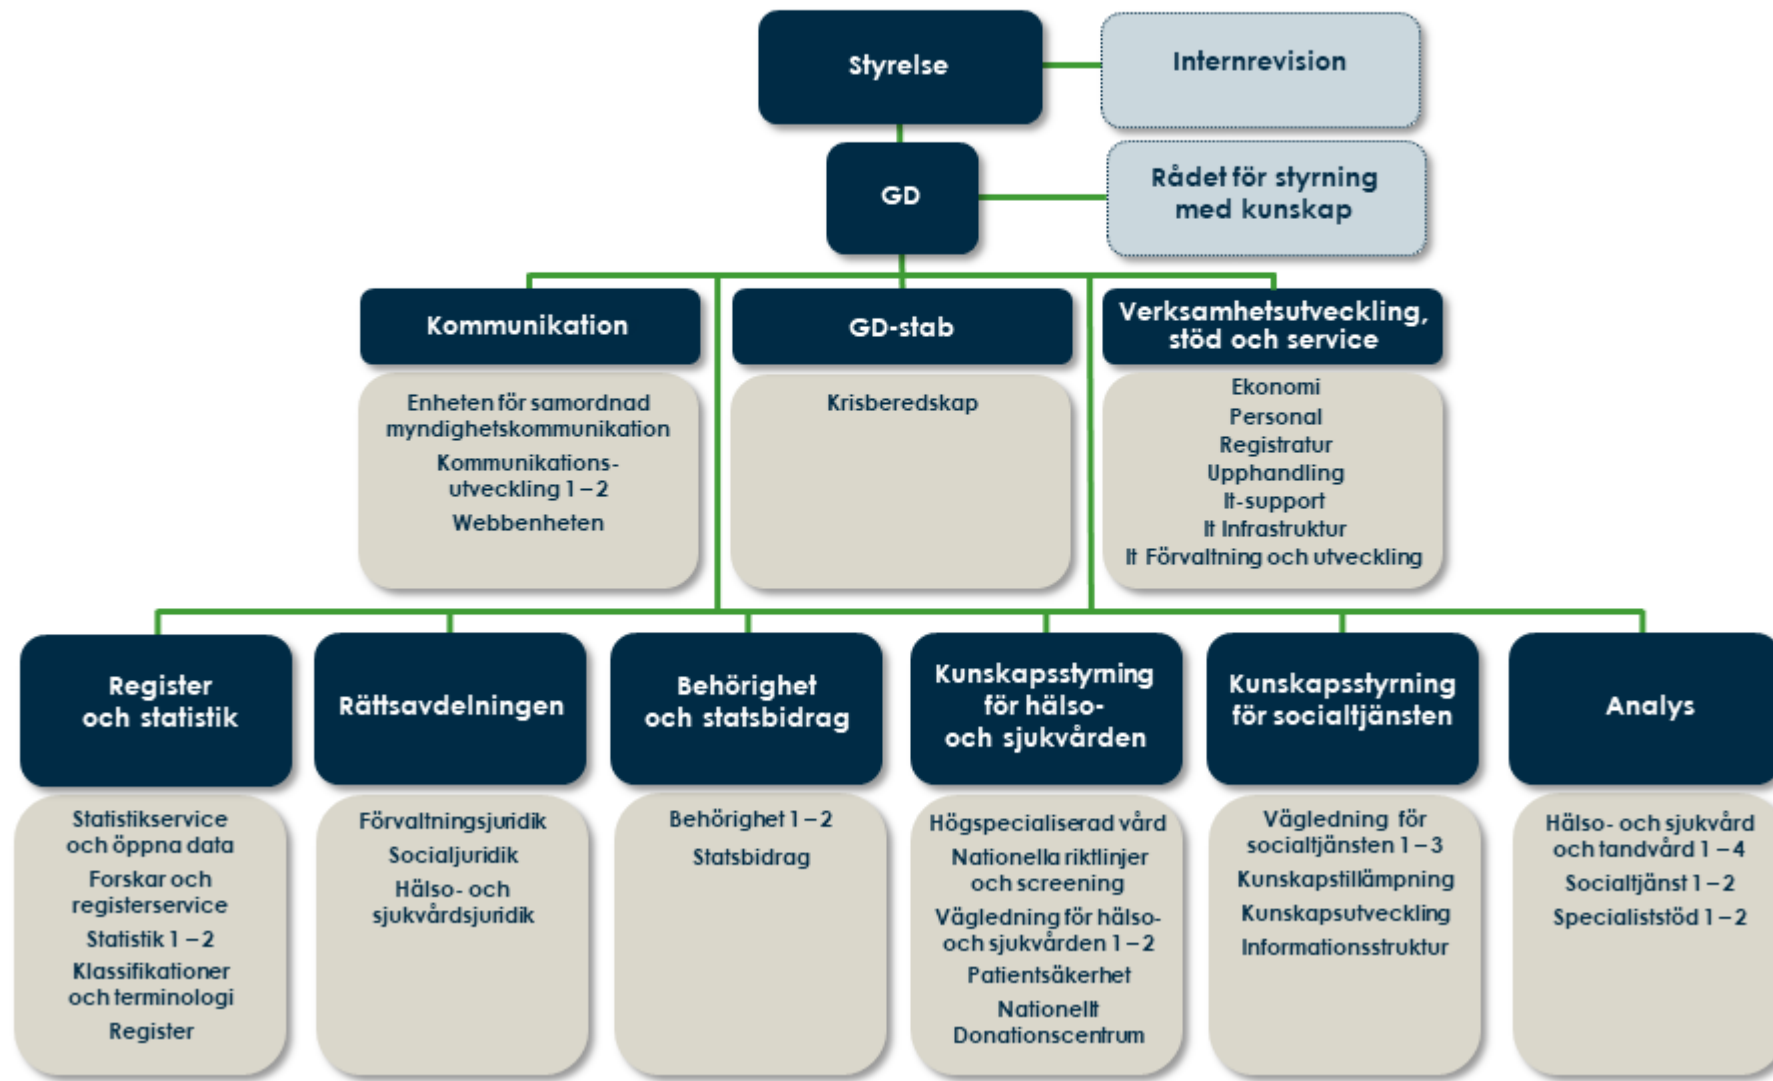 Styrelse
Internrevision
GD
Rådet för styrning
med kunskap
Kommunikation
Enheten för samordnad
myndighetskommunikation
Kommunikations-
utveckling 1 – 2
Webbenheten
GD-stab
Krisberedskap
Verksamhetsutveckling,
stöd och service
Ekonomi
Personal
Registratur
Upphandling
It-support
It Infrastruktur
It Förvaltning och utveckling
Register
och statistik
Statistikservice
och öppna data
Forskar och
registerservice
Statistik 1 – 2
Klassifikationer
och terminologi
Register
Rättsavdelningen
Förvaltningsjuridik
Socialjuridik
Hälso- och
sjukvårdsjuridik
Behörighet
och statsbidrag
Behörighet 1 – 2
Statsbidrag
Kunskapsstyrning
för hälso-
och sjukvården
Högspecialiserad vård
Nationella riktlinjer
och screening
Vägledning för hälso-
och sjukvården 1 – 2
Patientsäkerhet
Nationellt
Donationscentrum
Kunskapsstyrning
för socialtjänsten
Vägledning för
socialtjänsten 1 – 3
Kunskapstillämpning
Kunskapsutveckling
Informationsstruktur
Analys
Hälso- och sjukvård
och tandvård 1 – 4
Socialtjänst 1 – 2
Specialiststöd 1 – 2